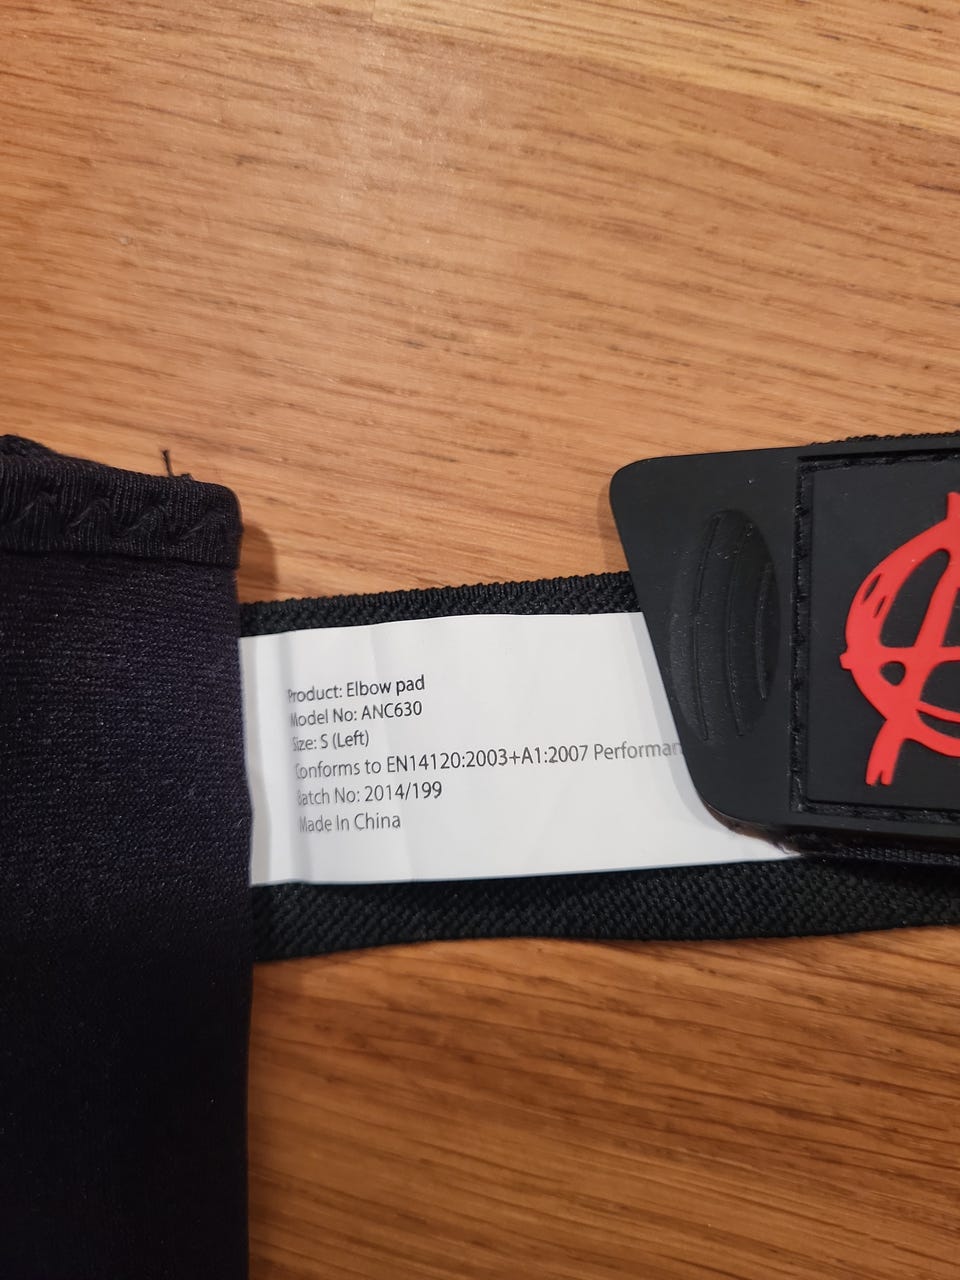 Product: Elbow pad
Model No: ANC630
Size: S (Left)
Conforms to EN14120:2003+A1:2007
Batch No: 2014/199
Made In China